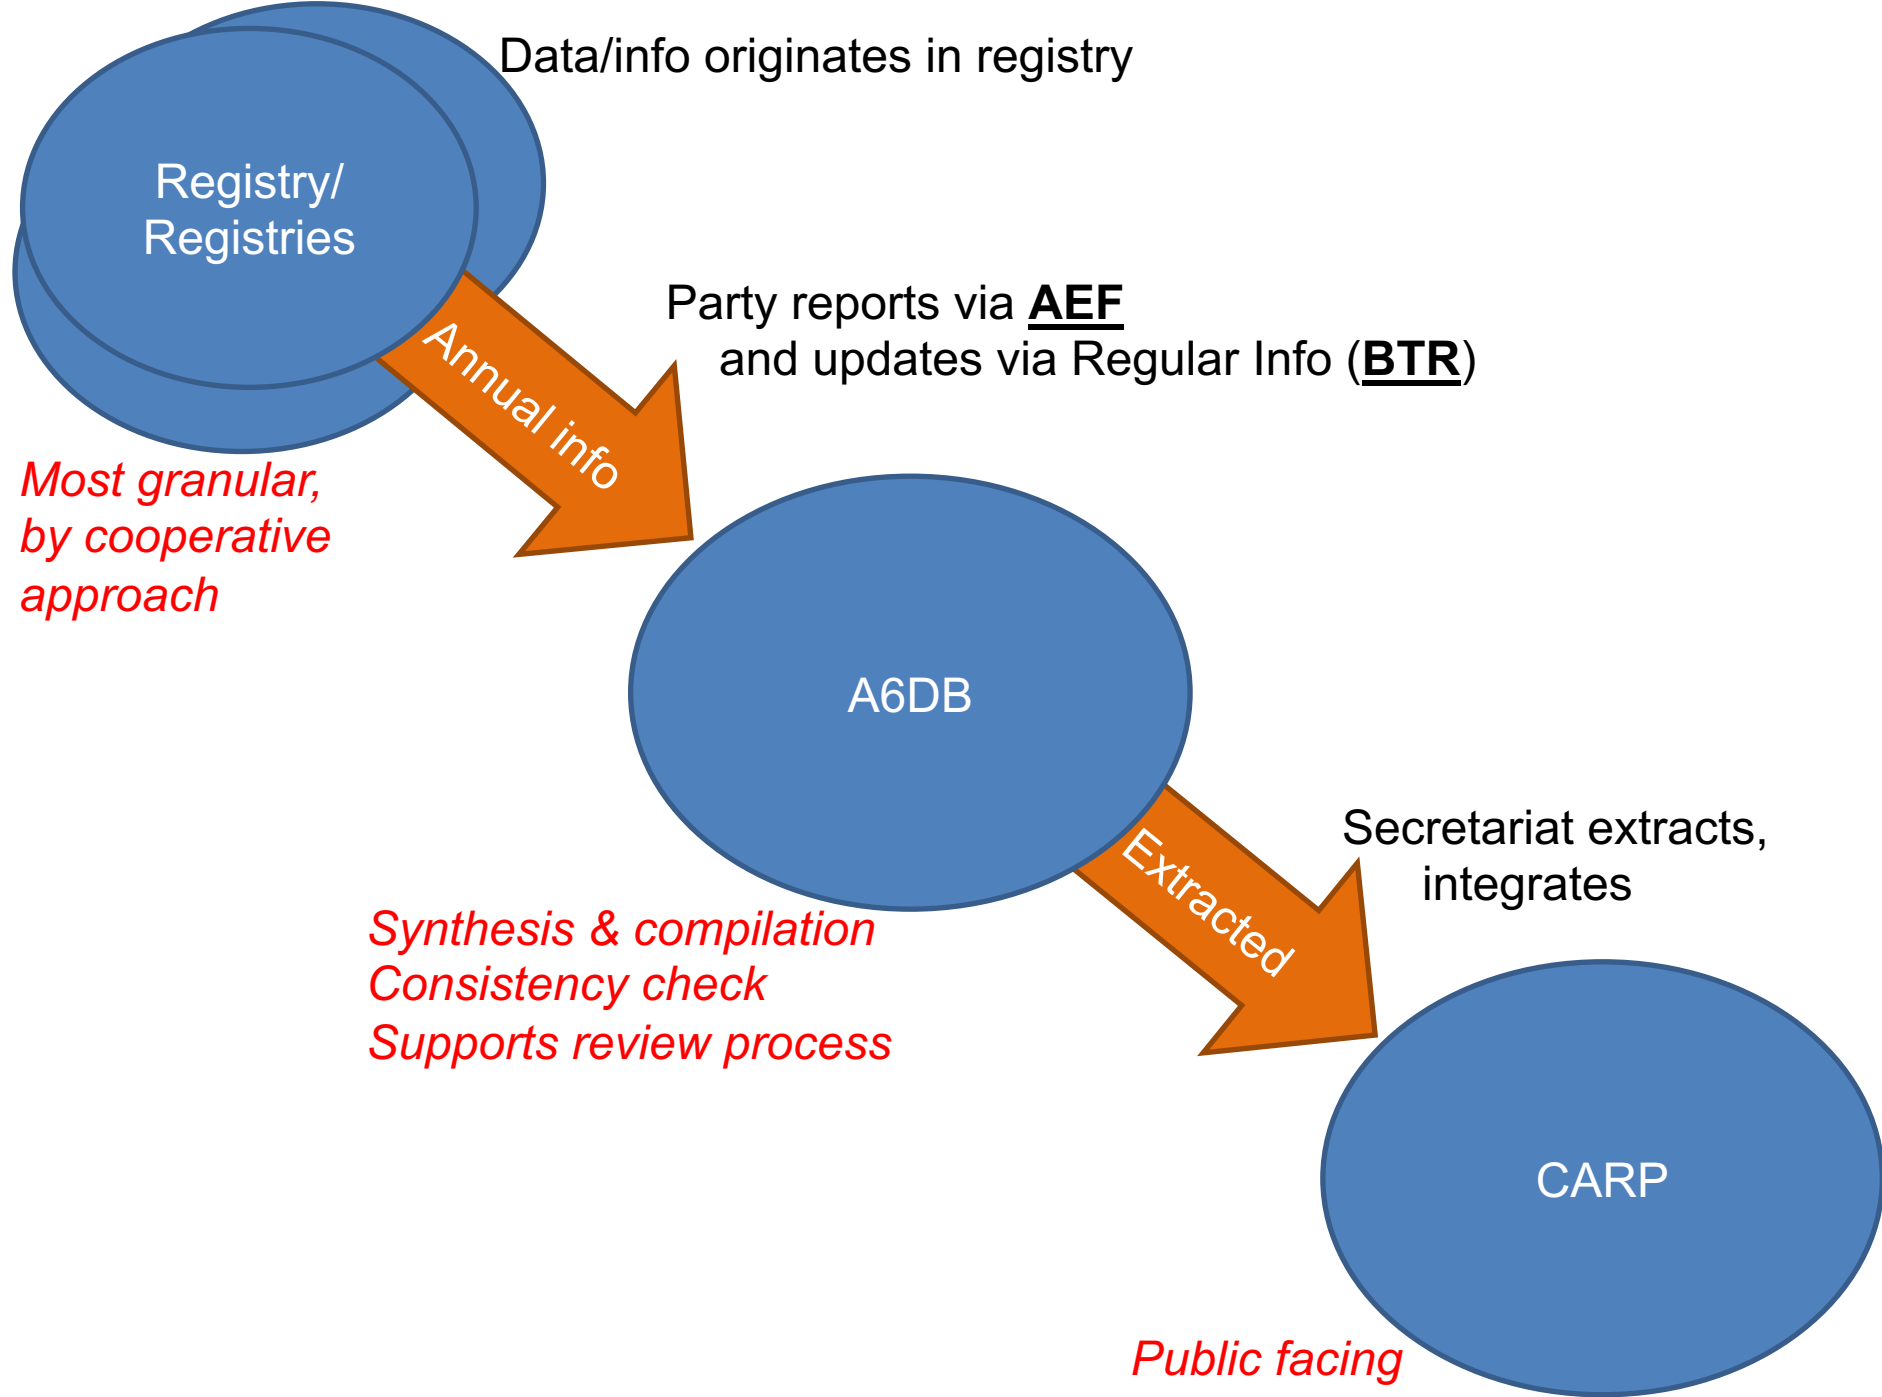 Data/info originates in registry
Registry/
Registries
Party reports via AEF
and updates via Regular Info (BTR)
Annual info
Most granular,
by cooperative
approach
A6DB
Secretariat extracts,
integrates
Extracted
Synthesis & compilation
Consistency check
Supports review process
CARP
Public facing